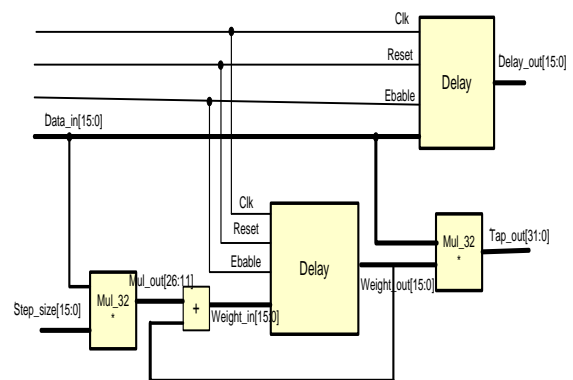 Clk
Reset
Delay_out[15:0]
Delay
Ebable
Data_in[15:0]
Clk
Reset
Ebable
Delay
Mul_32
*
Tap_out[31:0]
Weight_out[15:0]
Mul_out[26:11]
Mul_32
*
+
Step_size[15:0]
Weight_in[15:0]